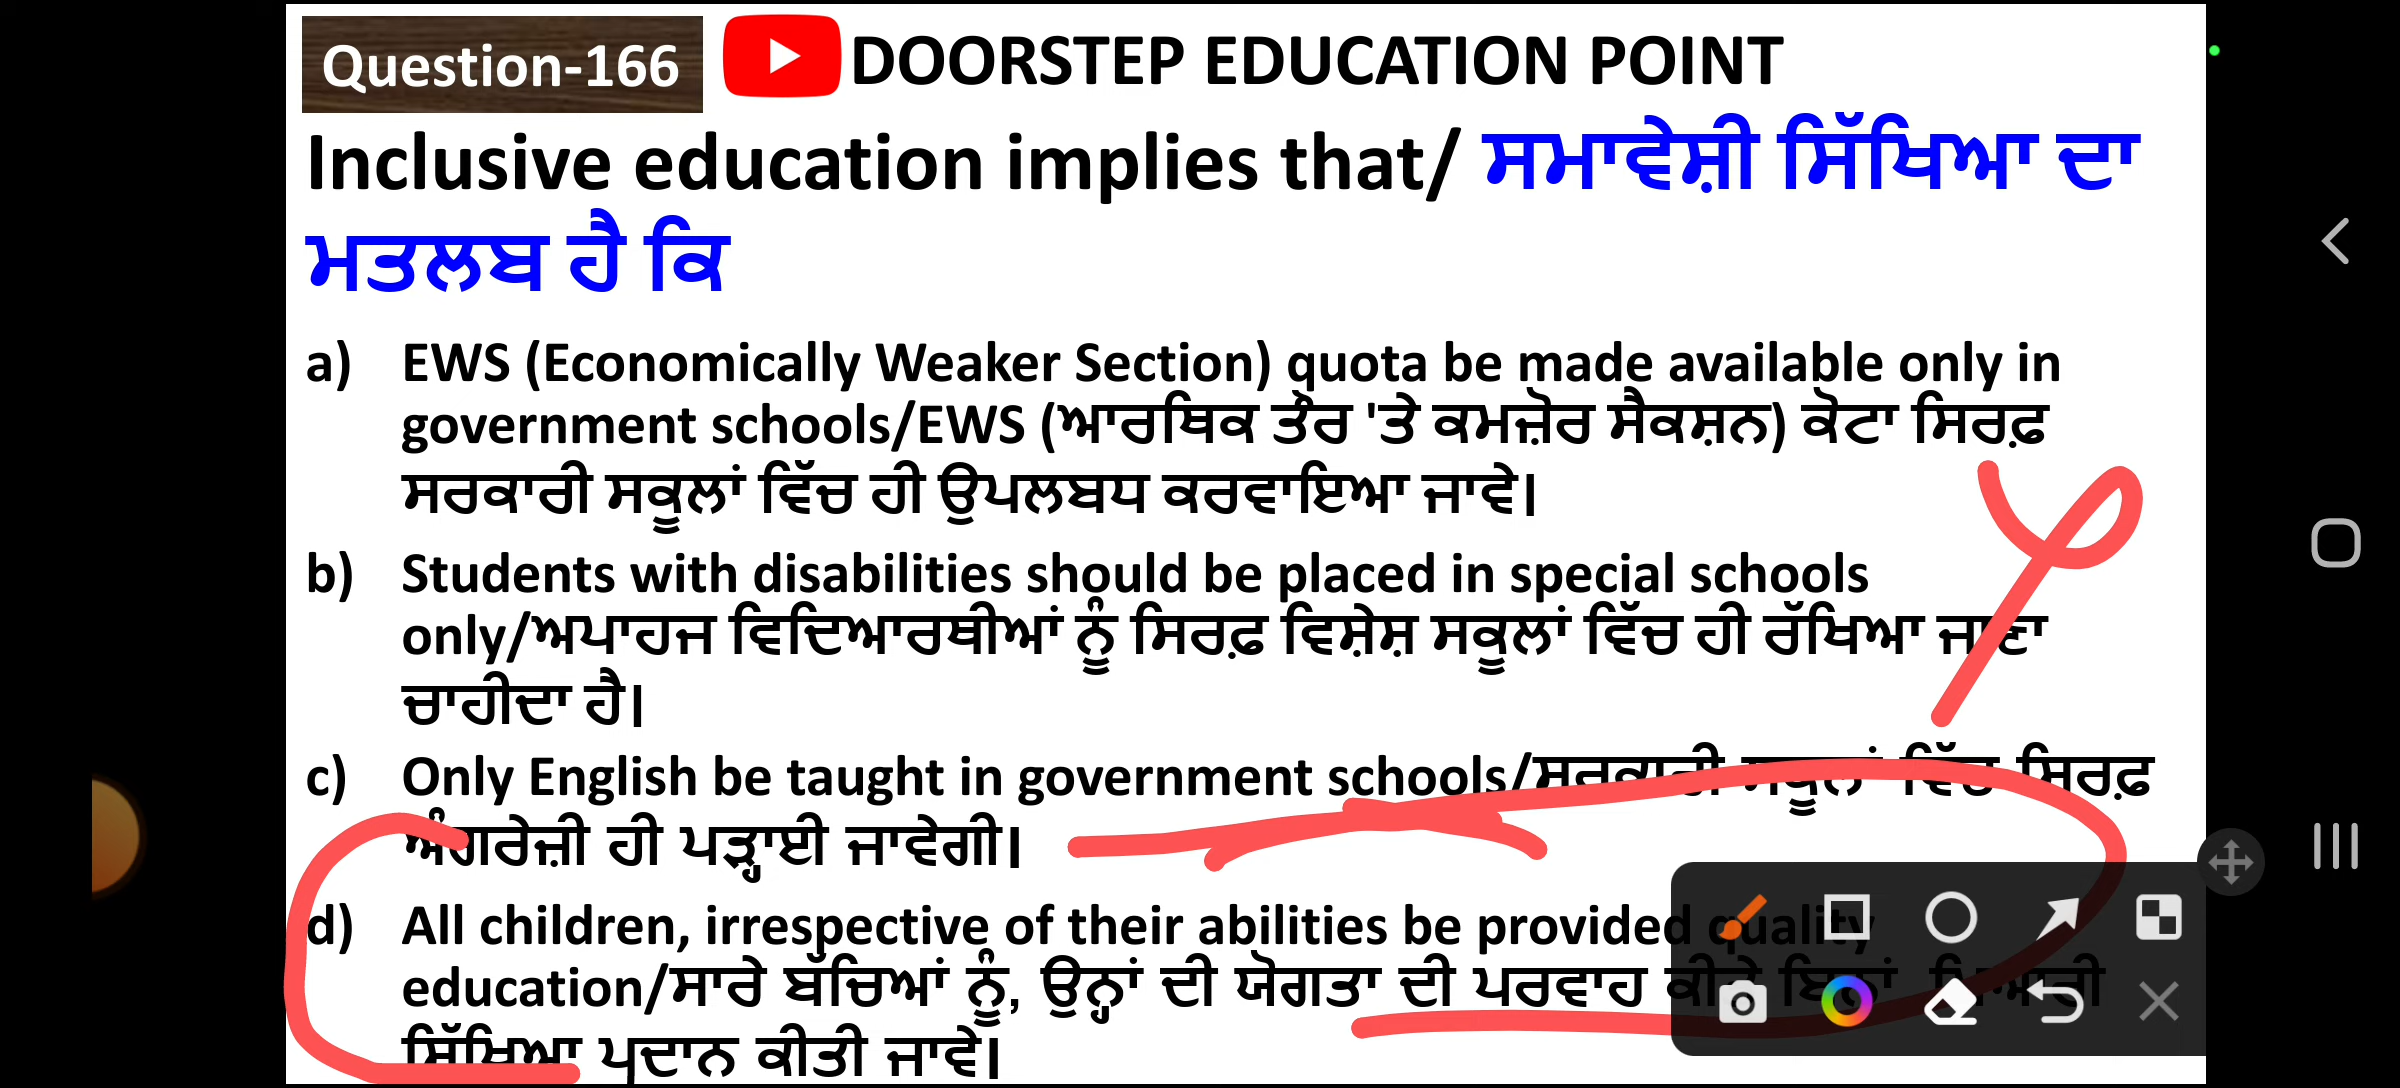 Question-166 DOORSTEP EDUCATION POINT
Inclusive education implies that/ ਸਮਾਵੇਸ਼ੀ ਸਿੱਖਿਆ ਦਾ
ਮਤਲਬ ਹੈ ਕਿ
a) EWS (Economically Weaker Section) quota be made available only in
government schools/EWS (ਆਰਥਿਕ ਤੌਰ 'ਤੇ ਕਮਜ਼ੋਰ ਸੈਕਸ਼ਨ) ਕੋਟਾ ਸਿਰਫ਼
ਸਰਕਾਰੀ ਸਕੂਲਾਂ ਵਿੱਚ ਹੀ ਉਪਲਬਧ ਕਰਵਾਇਆ ਜਾਵੇ।
b) Students with disabilities should be placed in special schools
only/ਅਪਾਹਜ ਵਿਦਿਆਰਥੀਆਂ ਨੂੰ ਸਿਰਫ਼ ਵਿਸ਼ੇਸ਼ ਸਕੂਲਾਂ ਵਿੱਚ ਹੀ ਰੱਖਿਆ ਜਾਣਾ
ਚਾਹੀਦਾ ਹੈ।
c) Only English be taught in government schools/ਸਰਕਾਰੀ ਸਕੂਲਾਂ ਵਿੱਚ ਸਿਰਫ਼
ਅੰਗਰੇਜ਼ੀ ਹੀ ਪੜ੍ਹਾਈ ਜਾਵੇਗੀ।
d) All children, irrespective of their abilities be provided quality
education/ਸਾਰੇ ਬੱਚਿਆਂ ਨੂੰ, ਉਨ੍ਹਾਂ ਦੀ ਯੋਗਤਾ ਦੀ ਪਰਵਾਹ ਕੀਤੇ ਬਿਨਾਂ
ਸਿੱਖਿਆ ਪ੍ਰਦਾਨ ਕੀਤੀ ਜਾਵੇ।